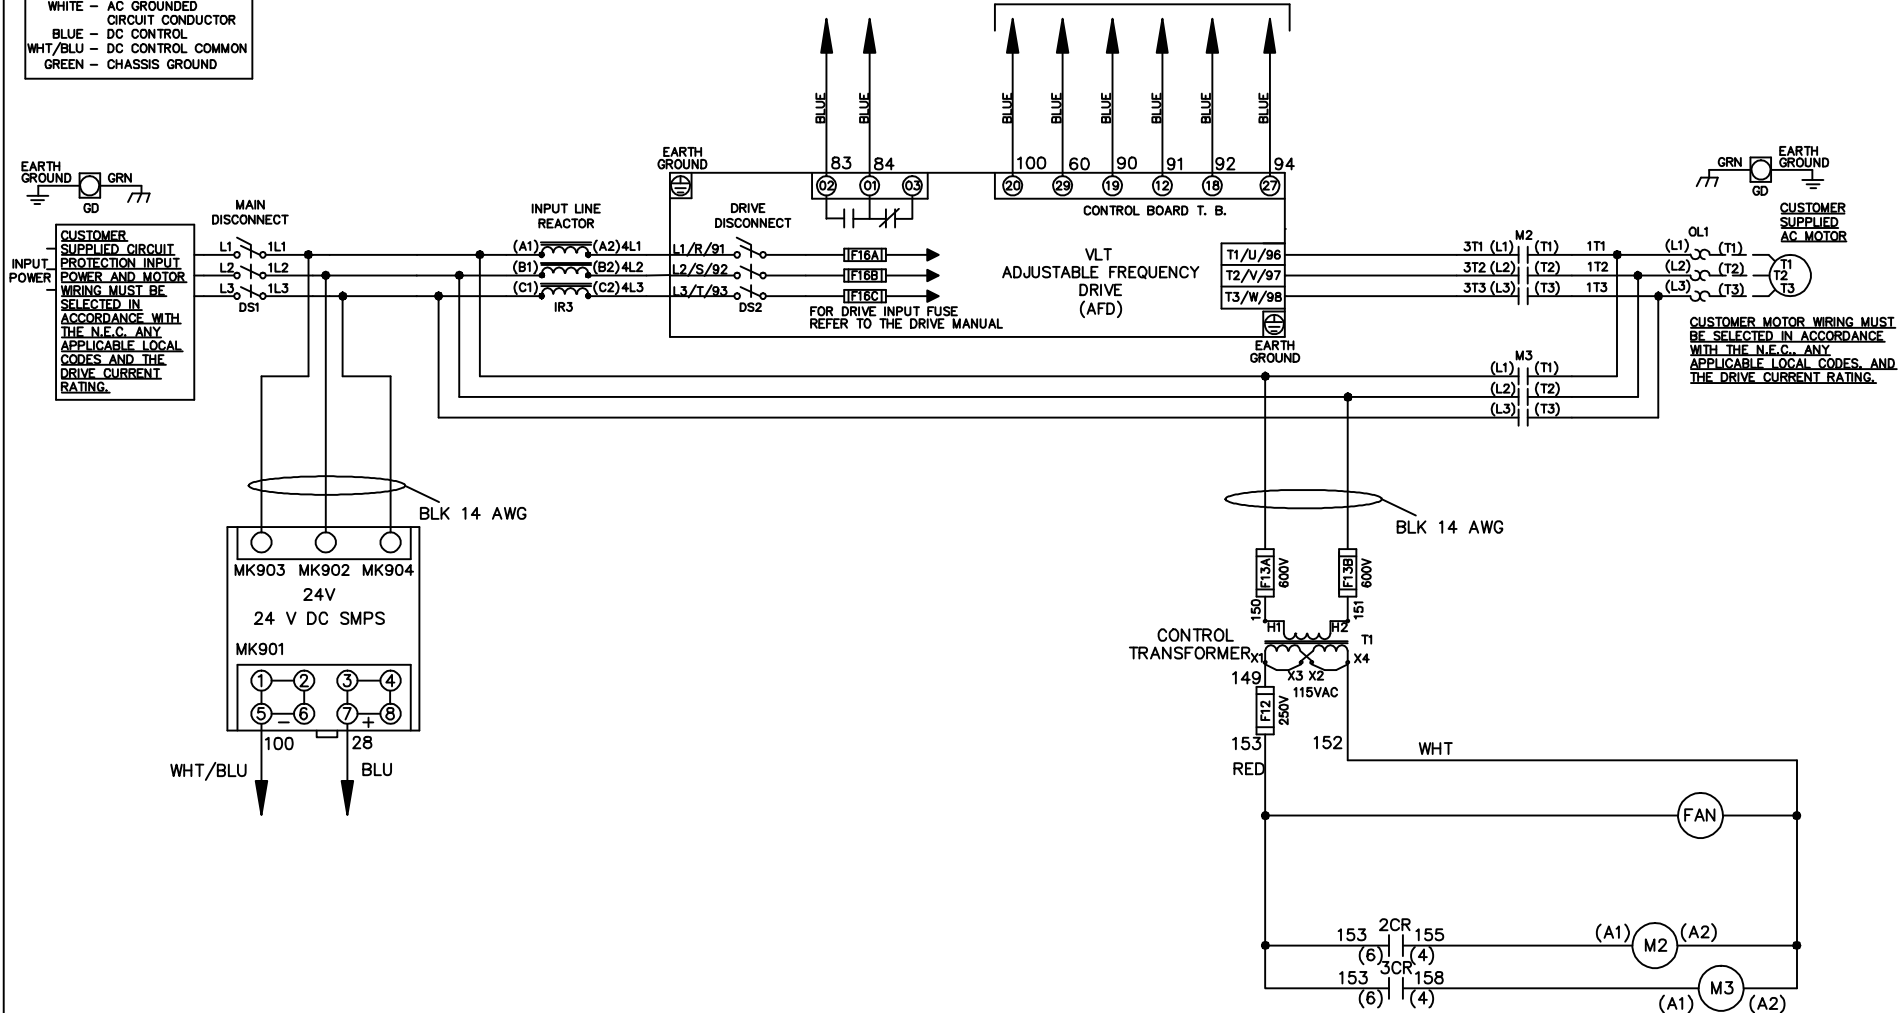 WHITE – AC GROUNDED
CIRCUIT CONDUCTOR
BLUE – DC CONTROL
WHT/BLU – DC CONTROL COMMON
GREEN – CHASSIS GROUND
BLUE
BLUE
BLUE
BLUE
BLUE
BLUE
BLUE
BLUE
EARTH
GROUND
GRN
GD
MAIN
DISCONNECT
INPUT LINE
REACTOR
EARTH
GROUND
83
84
02
01
03
100
60
90
91
92
94
20
29
19
12
18
27
CONTROL BOARD T. B.
DRIVE
DISCONNECT
GRN
EARTH
GROUND
GD
CUSTOMER
SUPPLIED
AC MOTOR
INPUT
POWER
CUSTOMER
SUPPLIED CIRCUIT
PROTECTION INPUT
POWER AND MOTOR
WIRING MUST BE
SELECTED IN
ACCORDANCE WITH
THE N.E.C. ANY
APPLICABLE LOCAL
CODES AND THE
DRIVE CURRENT
RATING.
L1
1L1
L2
1L2
L3
1L3
DS1
(A1)
(A2)
4L1
(B1)
(B2)
4L2
(C1)
(C2)
4L3
IR3
L1/R/91
L2/S/92
L3/T/93
DS2
F16A
F16B
F16C
FOR DRIVE INPUT FUSE
REFER TO THE DRIVE MANUAL
VLT
ADJUSTABLE FREQUENCY
DRIVE
(AFD)
T1/U/96
T2/V/97
T3/W/98
EARTH
GROUND
M2
3T1 (L1) (T1) 1T1
3T2 (L2) (T2) 1T2
3T3 (L3) (T3) 1T3
OL1
(L1) (T1)
(L2) (T2)
(L3) (T3)
T1
T2
T3
CUSTOMER MOTOR WIRING MUST
BE SELECTED IN ACCORDANCE
WITH THE N.E.C., ANY
APPLICABLE LOCAL CODES, AND
THE DRIVE CURRENT RATING.
M3
(L1) (T1)
(L2) (T2)
(L3) (T3)
BLK 14 AWG
BLK 14 AWG
MK903 MK902 MK904
24V
24 V DC SMPS
MK901
1 2 3 4
5 – 6 7 + 8
100
28
WHT/BLU
BLU
F13A
600V
F13B
600V
150
151
H1
H2
T1
CONTROL
TRANSFORMER
X1
X4
X3 X2
115VAC
149
F12
250V
153
152
RED
WHT
FAN
2CR
153
155
(6)
(4)
(A1)
M2
(A2)
3CR
153
158
(6)
(4)
(A1)
M3
(A2)